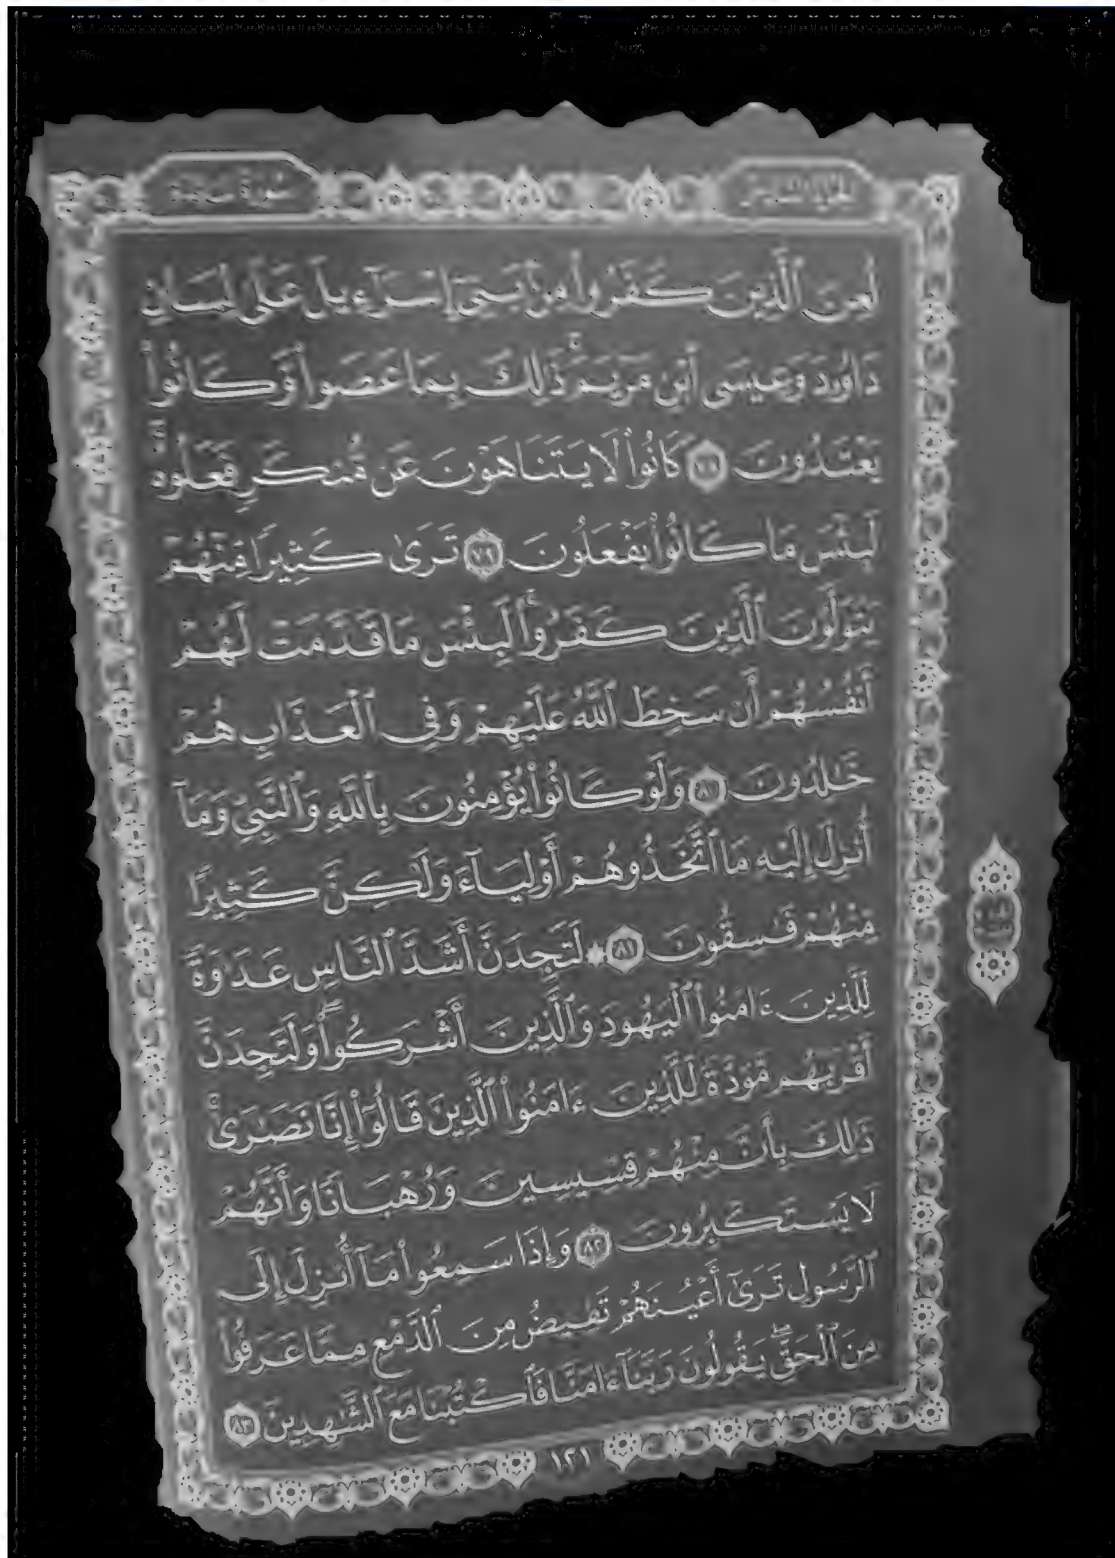 الجزء السادس
سورة المائدة
لُعِنَ ٱلَّذِينَ كَفَرُوا۟ مِنۢ بَنِىٓ إِسْرَٰٓءِيلَ عَلَىٰ لِسَانِ
دَاوُۥدَ وَعِيسَى ٱبْنِ مَرْيَمَۚ ذَٰلِكَ بِمَا عَصَوا۟ وَّكَانُوا۟
يَعْتَدُونَ ٧٨ كَانُوا۟ لَا يَتَنَاهَوْنَ عَن مُّنكَرٍ فَعَلُوهُۚ
لَبِئْسَ مَا كَانُوا۟ يَفْعَلُونَ ٧٩ تَرَىٰ كَثِيرًا مِّنْهُمْ
يَتَوَلَّوْنَ ٱلَّذِينَ كَفَرُوا۟ۚ لَبِئْسَ مَا قَدَّمَتْ لَهُمْ
أَنفُسُهُمْ أَن سَخِطَ ٱللَّهُ عَلَيْهِمْ وَفِى ٱلْعَذَابِ هُمْ
خَٰلِدُونَ ٨٠ وَلَوْ كَانُوا۟ يُؤْمِنُونَ بِٱللَّهِ وَٱلنَّبِىِّ وَمَآ
أُنزِلَ إِلَيْهِ مَا ٱتَّخَذُوهُمْ أَوْلِيَآءَ وَلَٰكِنَّ كَثِيرًا
مِّنْهُمْ فَٰسِقُونَ ٨١ ۞ لَتَجِدَنَّ أَشَدَّ ٱلنَّاسِ عَدَٰوَةً
لِّلَّذِينَ ءَامَنُوا۟ ٱلْيَهُودَ وَٱلَّذِينَ أَشْرَكُوا۟ۖ وَلَتَجِدَنَّ
أَقْرَبَهُم مَّوَدَّةً لِّلَّذِينَ ءَامَنُوا۟ ٱلَّذِينَ قَالُوٓا۟ إِنَّا نَصَٰرَىٰۚ
ذَٰلِكَ بِأَنَّ مِنْهُمْ قِسِّيسِينَ وَرُهْبَانًا وَأَنَّهُمْ
لَا يَسْتَكْبِرُونَ ٨٢ وَإِذَا سَمِعُوا۟ مَآ أُنزِلَ إِلَى
ٱلرَّسُولِ تَرَىٰٓ أَعْيُنَهُمْ تَفِيضُ مِنَ ٱلدَّمْعِ مِمَّا عَرَفُوا۟
مِنَ ٱلْحَقِّۖ يَقُولُونَ رَبَّنَآ ءَامَنَّا فَٱكْتُبْنَا مَعَ ٱلشَّٰهِدِينَ ٨٣
١٢١